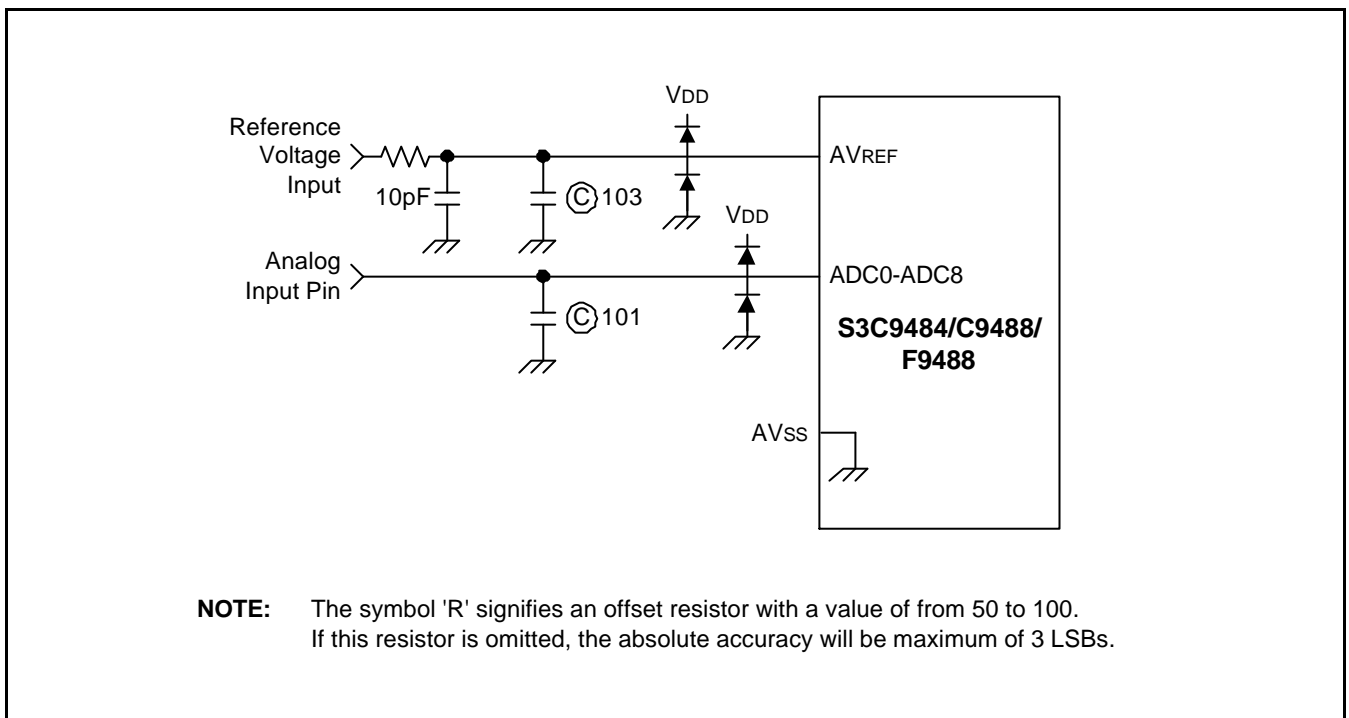 VDD
Reference
Voltage
Input
AVREF
10pF
C 103
VDD
Analog
Input Pin
ADC0-ADC8
C 101
S3C9484/C9488/
F9488
AVss
NOTE: The symbol 'R' signifies an offset resistor with a value of from 50 to 100.
If this resistor is omitted, the absolute accuracy will be maximum of 3 LSBs.